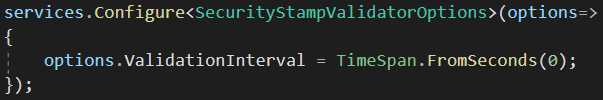 services.Configure<SecurityStampValidatorOptions>(options=>
{
    options.ValidationInterval = TimeSpan.FromSeconds(0);
});